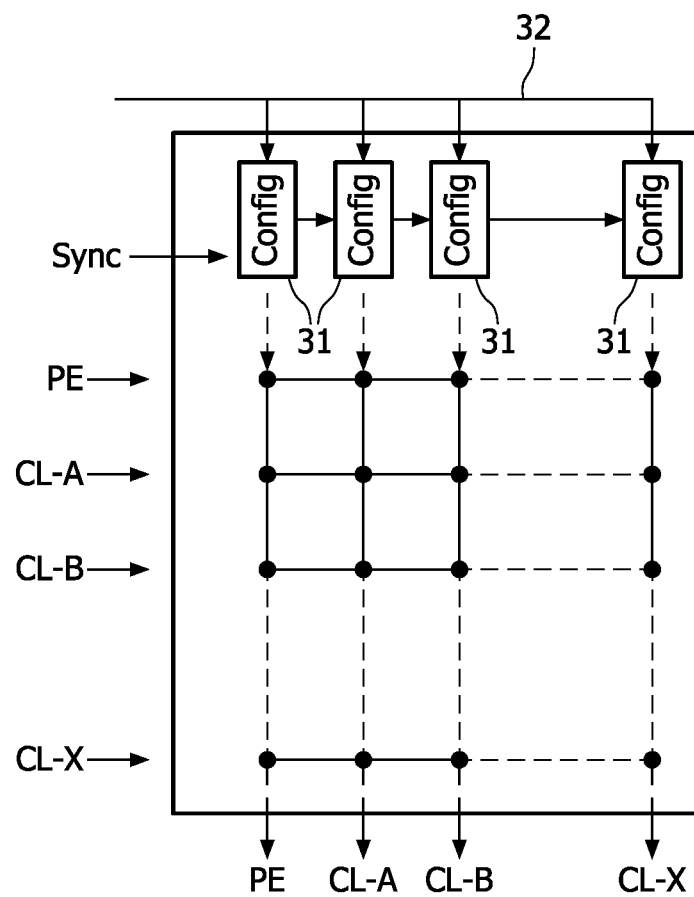 32
Config
Config
Config
Config
Sync
31
31
31
PE
CL-A
CL-B
CL-X
PE
CL-A
CL-B
CL-X